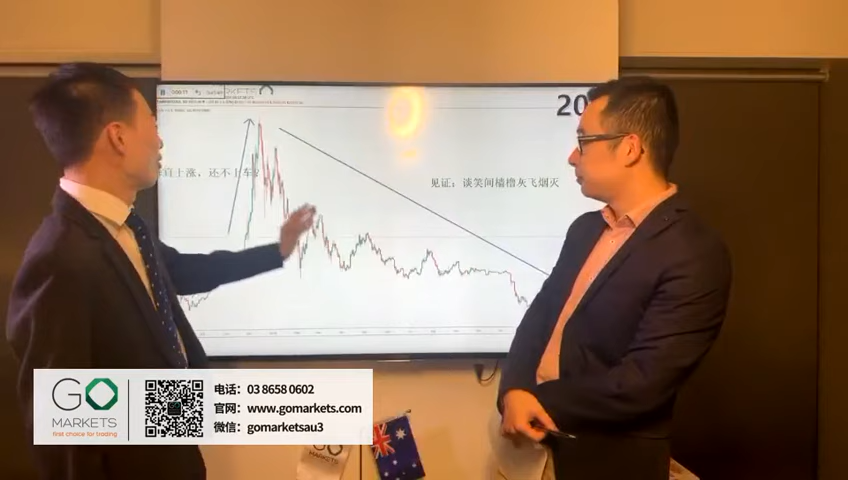 20
直上涨，还不上车？
见证：谈笑间樯橹灰飞烟灭
GO
MARKETS
first choice for trading
电话： 03 8658 0602
官网： www.gomarkets.com
微信： gomarketsau3
GO
MARKETS